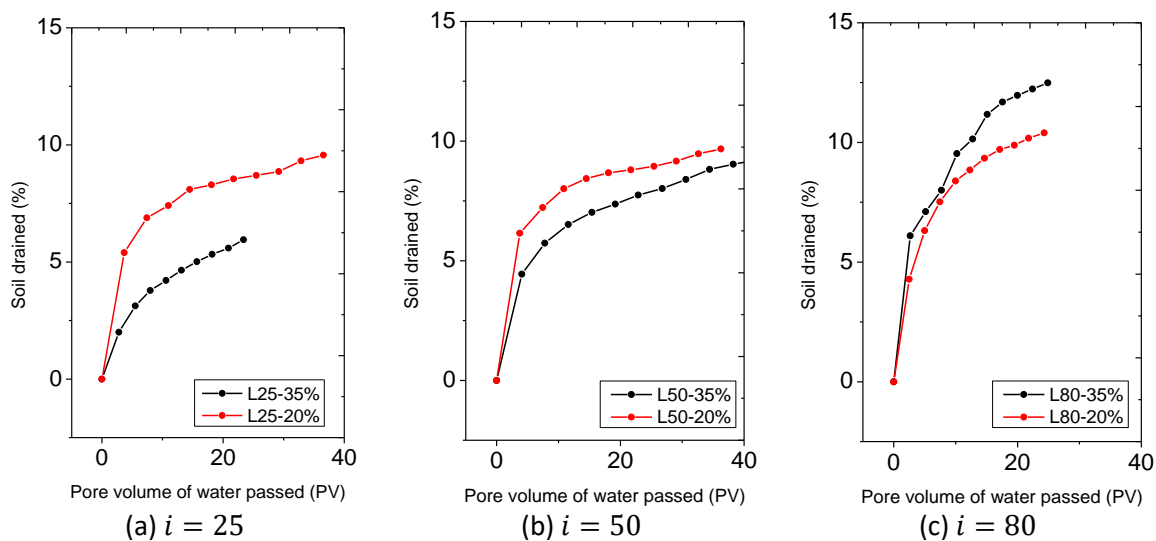 15
10
5
0
Soil drained (%)
L25-35%
L25-20%
0 20 40
Pore volume of water passed (PV)
(a) i = 25
15
10
5
0
Soil drained (%)
L50-35%
L50-20%
0 20 40
Pore volume of water passed (PV)
(b) i = 50
15
10
5
0
Soil drained (%)
L80-35%
L80-20%
0 20 40
Pore volume of water passed (PV)
(c) i = 80